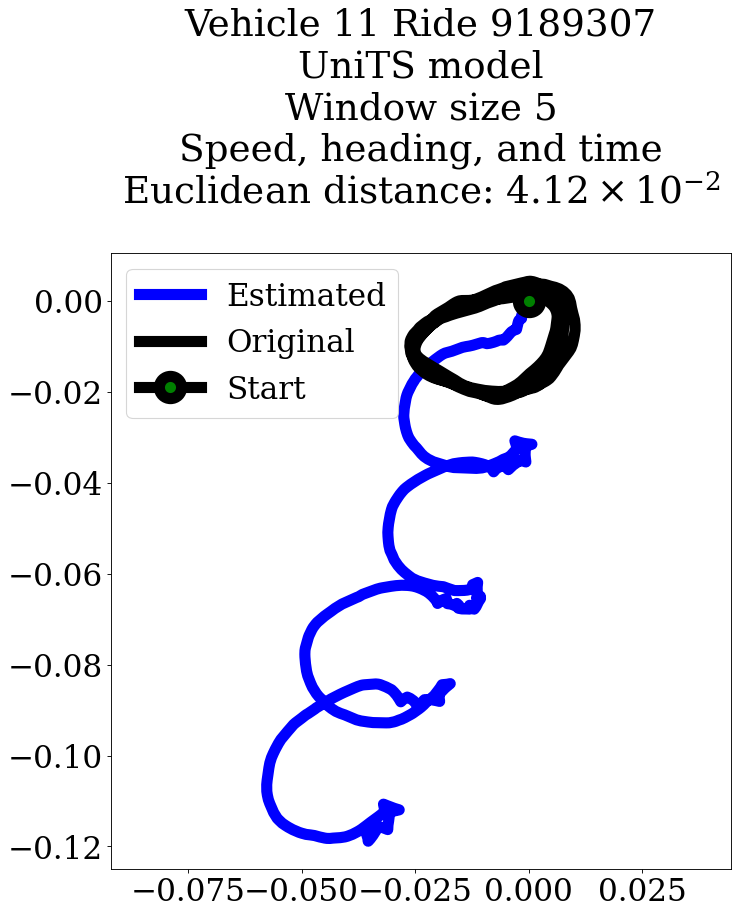 Vehicle 11 Ride 9189307
UniTS model
Window size 5
Speed, heading, and time
Euclidean distance: 4.12 × 10⁻²
Estimated
Original
Start
0.00
−0.02
−0.04
−0.06
−0.08
−0.10
−0.12
−0.075 −0.050 −0.025 0.000 0.025